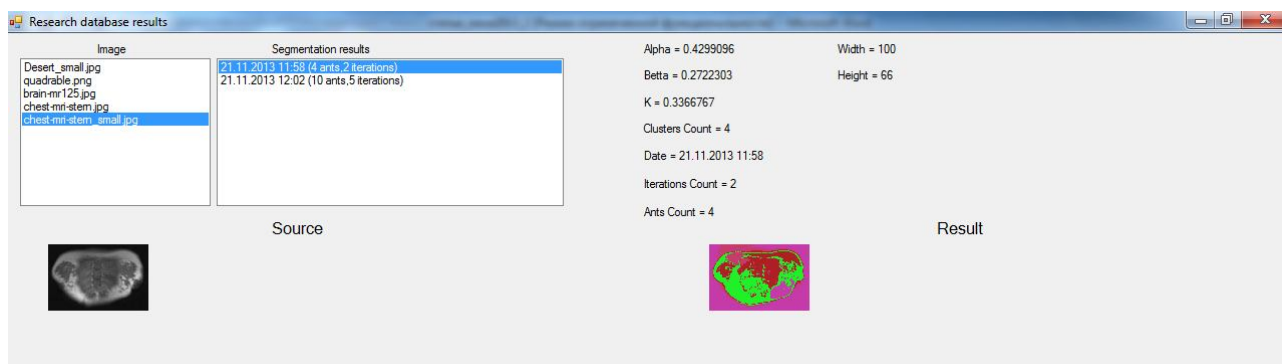 Research database results
Image
Segmentation results
Desert_small.jpg
quadrable.png
brain-mr125.jpg
chest-mri-stern.jpg
chest-mri-stern_small.jpg
21.11.2013 11:58 (4 ants,2 iterations)
21.11.2013 12:02 (10 ants,5 iterations)
Alpha = 0.4299096
Betta = 0.2722303
K = 0.3366767
Clusters Count = 4
Date = 21.11.2013 11:58
Iterations Count = 2
Ants Count = 4
Width = 100
Height = 66
Source
Result